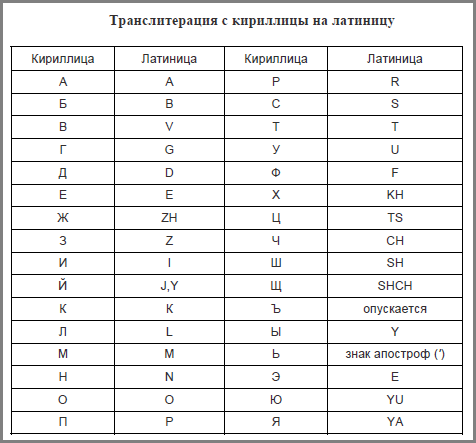 Транслитерация с кириллицы на латиницу
Кириллица Латиница Кириллица Латиница
А A Р R
Б B С S
В V Т T
Г G У U
Д D Ф F
Е E Х KH
Ж ZH Ц TS
З Z Ч CH
И I Ш SH
Й J,Y Щ SHCH
К K Ъ опускается
Л L Ы Y
М M Ь знак апостроф (′)
Н N Э E
О O Ю YU
П P Я YA